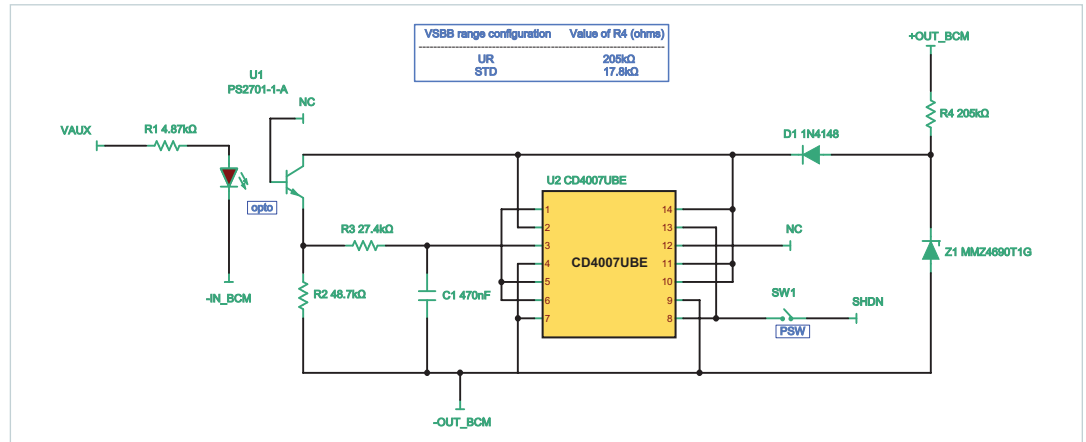 VSBB range configuration Value of R4 (ohms)
UR 205kΩ
STD 17.8kΩ
+OUT_BCM
U1
PS2701-1-A
NC
VAUX
R1 4.87kΩ
R4 205kΩ
D1 1N4148
opto
U2 CD4007UBE
1
2
3
4
5
6
7
14
13
12
11
10
9
8
CD4007UBE
R3 27.4kΩ
NC
Z1 MMZ4690T1G
-IN_BCM
R2 48.7kΩ
C1 470nF
SW1
SHDN
PSW
-OUT_BCM